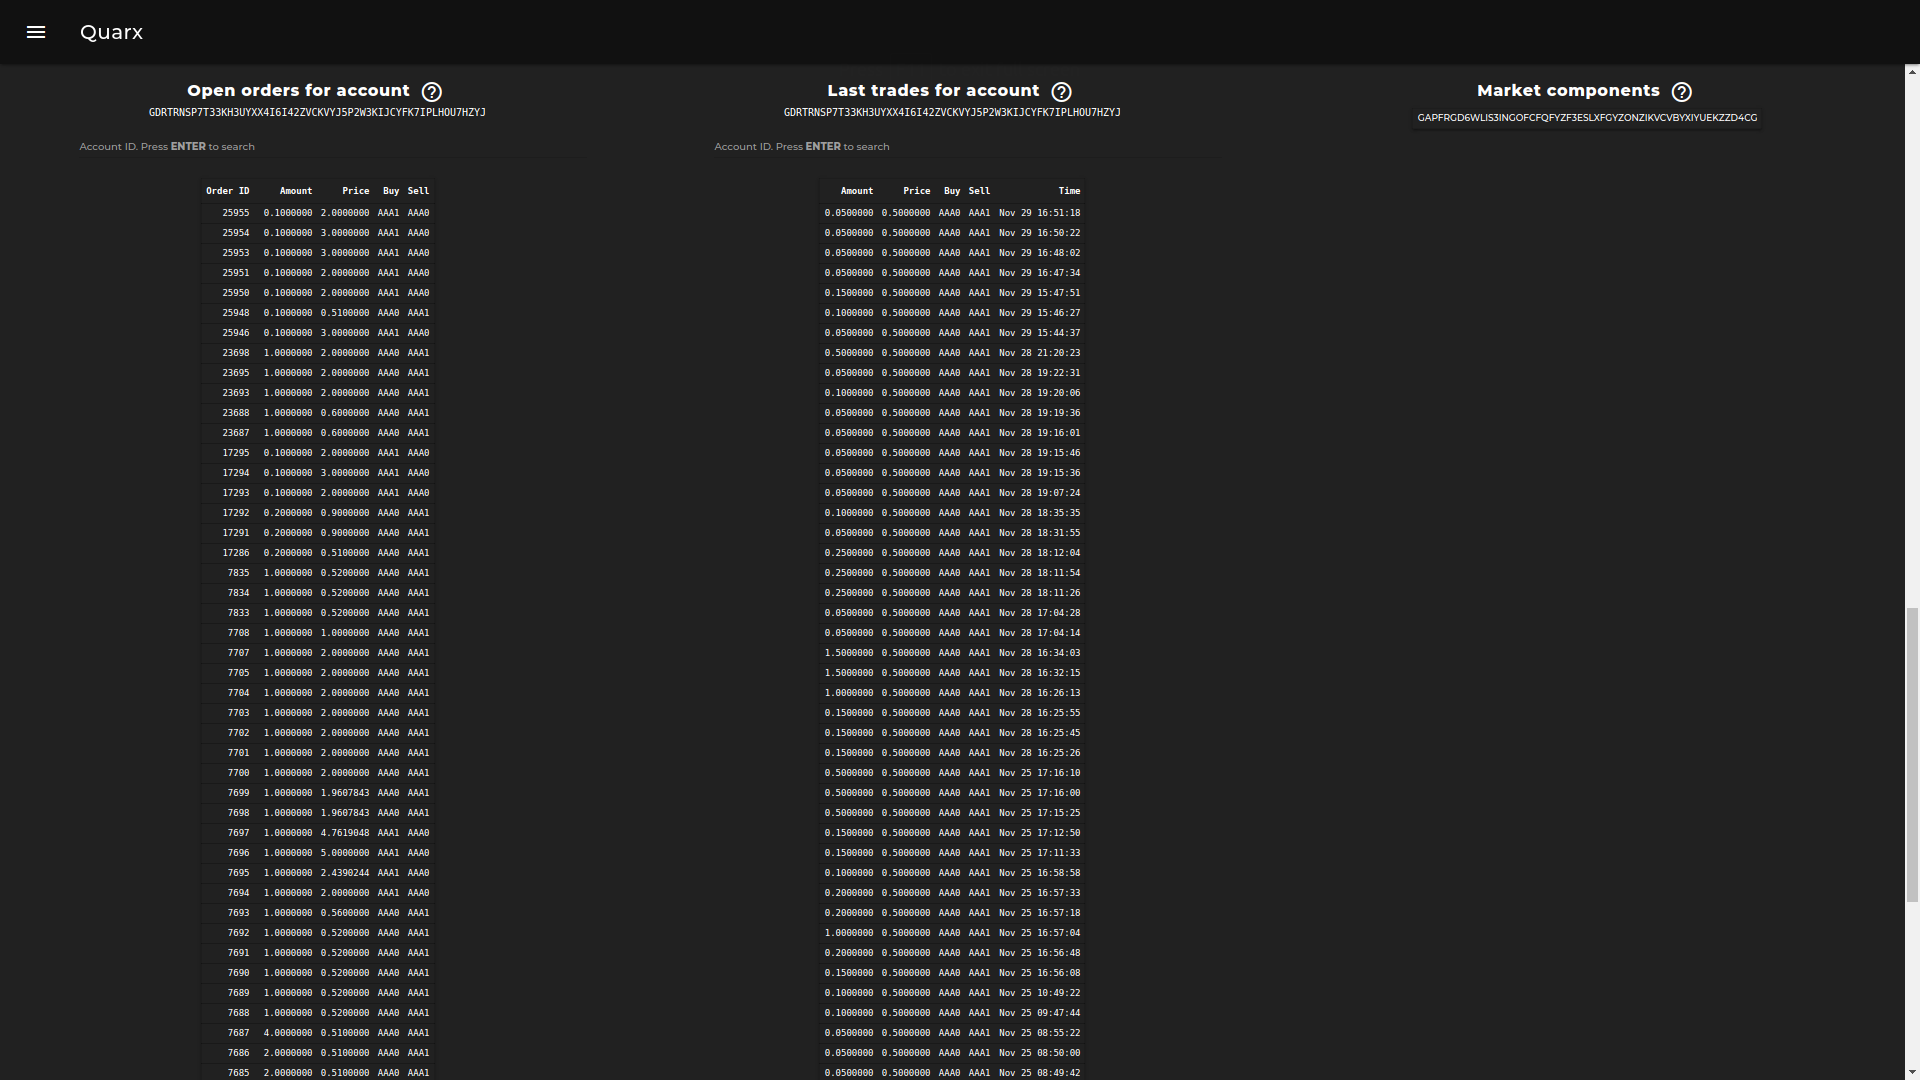 Quarx
Open orders for account
GDRTRNSP7T33KH3UYXX4I6I42ZVCKVYJ5P2W3KIJCYFK7IPLHOU7HZYJ
Account ID. Press ENTER to search
Order ID Amount Price Buy Sell
25955 0.1000000 2.0000000 AAA1 AAA0
25954 0.1000000 3.0000000 AAA1 AAA0
25953 0.1000000 3.0000000 AAA1 AAA0
25951 0.1000000 2.0000000 AAA1 AAA0
25950 0.1000000 2.0000000 AAA1 AAA0
25948 0.1000000 0.5100000 AAA0 AAA1
25946 0.1000000 3.0000000 AAA1 AAA0
23698 1.0000000 2.0000000 AAA0 AAA1
23695 1.0000000 2.0000000 AAA0 AAA1
23693 1.0000000 2.0000000 AAA0 AAA1
23688 1.0000000 0.6000000 AAA0 AAA1
23687 1.0000000 0.6000000 AAA0 AAA1
17295 0.1000000 2.0000000 AAA1 AAA0
17294 0.1000000 3.0000000 AAA1 AAA0
17293 0.1000000 2.0000000 AAA1 AAA0
17292 0.2000000 0.9000000 AAA0 AAA1
17291 0.2000000 0.9000000 AAA0 AAA1
17286 0.2000000 0.5100000 AAA0 AAA1
7835 1.0000000 0.5200000 AAA0 AAA1
7834 1.0000000 0.5200000 AAA0 AAA1
7833 1.0000000 0.5200000 AAA0 AAA1
7708 1.0000000 1.0000000 AAA0 AAA1
7707 1.0000000 2.0000000 AAA0 AAA1
7705 1.0000000 2.0000000 AAA0 AAA1
7704 1.0000000 2.0000000 AAA0 AAA1
7703 1.0000000 2.0000000 AAA0 AAA1
7702 1.0000000 2.0000000 AAA0 AAA1
7701 1.0000000 2.0000000 AAA0 AAA1
7700 1.0000000 2.0000000 AAA0 AAA1
7699 1.0000000 1.9607843 AAA0 AAA1
7698 1.0000000 1.9607843 AAA0 AAA1
7697 1.0000000 4.7619048 AAA1 AAA0
7696 1.0000000 5.0000000 AAA1 AAA0
7695 1.0000000 2.4390244 AAA1 AAA0
7694 1.0000000 2.0000000 AAA1 AAA0
7693 1.0000000 0.5600000 AAA0 AAA1
7692 1.0000000 0.5200000 AAA0 AAA1
7691 1.0000000 0.5200000 AAA0 AAA1
7690 1.0000000 0.5200000 AAA0 AAA1
7689 1.0000000 0.5200000 AAA0 AAA1
7688 1.0000000 0.5200000 AAA0 AAA1
7687 4.0000000 0.5100000 AAA0 AAA1
7686 2.0000000 0.5100000 AAA0 AAA1
7685 2.0000000 0.5100000 AAA0 AAA1
Last trades for account
GDRTRNSP7T33KH3UYXX4I6I42ZVCKVYJ5P2W3KIJCYFK7IPLHOU7HZYJ
Account ID. Press ENTER to search
Amount Price Buy Sell Time
0.0500000 0.5000000 AAA0 AAA1 Nov 29 16:51:18
0.0500000 0.5000000 AAA0 AAA1 Nov 29 16:50:22
0.0500000 0.5000000 AAA0 AAA1 Nov 29 16:48:02
0.0500000 0.5000000 AAA0 AAA1 Nov 29 16:47:34
0.1500000 0.5000000 AAA0 AAA1 Nov 29 15:47:51
0.1000000 0.5000000 AAA0 AAA1 Nov 29 15:46:27
0.0500000 0.5000000 AAA0 AAA1 Nov 29 15:44:37
0.5000000 0.5000000 AAA0 AAA1 Nov 28 21:20:23
0.0500000 0.5000000 AAA0 AAA1 Nov 28 19:22:31
0.1000000 0.5000000 AAA0 AAA1 Nov 28 19:20:06
0.0500000 0.5000000 AAA0 AAA1 Nov 28 19:19:36
0.0500000 0.5000000 AAA0 AAA1 Nov 28 19:16:01
0.0500000 0.5000000 AAA0 AAA1 Nov 28 19:15:46
0.0500000 0.5000000 AAA0 AAA1 Nov 28 19:15:36
0.0500000 0.5000000 AAA0 AAA1 Nov 28 19:07:24
0.1000000 0.5000000 AAA0 AAA1 Nov 28 18:35:35
0.0500000 0.5000000 AAA0 AAA1 Nov 28 18:31:55
0.2500000 0.5000000 AAA0 AAA1 Nov 28 18:12:04
0.2500000 0.5000000 AAA0 AAA1 Nov 28 18:11:54
0.2500000 0.5000000 AAA0 AAA1 Nov 28 18:11:26
0.0500000 0.5000000 AAA0 AAA1 Nov 28 17:04:28
0.0500000 0.5000000 AAA0 AAA1 Nov 28 17:04:14
1.5000000 0.5000000 AAA0 AAA1 Nov 28 16:34:03
1.5000000 0.5000000 AAA0 AAA1 Nov 28 16:32:15
1.0000000 0.5000000 AAA0 AAA1 Nov 28 16:26:13
0.1500000 0.5000000 AAA0 AAA1 Nov 28 16:25:55
0.1500000 0.5000000 AAA0 AAA1 Nov 28 16:25:45
0.1500000 0.5000000 AAA0 AAA1 Nov 28 16:25:26
0.5000000 0.5000000 AAA0 AAA1 Nov 25 17:16:10
0.5000000 0.5000000 AAA0 AAA1 Nov 25 17:16:00
0.5000000 0.5000000 AAA0 AAA1 Nov 25 17:15:25
0.1500000 0.5000000 AAA0 AAA1 Nov 25 17:12:50
0.1500000 0.5000000 AAA0 AAA1 Nov 25 17:11:33
0.1000000 0.5000000 AAA0 AAA1 Nov 25 16:58:58
0.2000000 0.5000000 AAA0 AAA1 Nov 25 16:57:33
0.2000000 0.5000000 AAA0 AAA1 Nov 25 16:57:18
1.0000000 0.5000000 AAA0 AAA1 Nov 25 16:57:04
0.2000000 0.5000000 AAA0 AAA1 Nov 25 16:56:48
0.1500000 0.5000000 AAA0 AAA1 Nov 25 16:56:08
0.1000000 0.5000000 AAA0 AAA1 Nov 25 10:49:22
0.1000000 0.5000000 AAA0 AAA1 Nov 25 09:47:44
0.0500000 0.5000000 AAA0 AAA1 Nov 25 08:55:22
0.0500000 0.5000000 AAA0 AAA1 Nov 25 08:50:00
0.0500000 0.5000000 AAA0 AAA1 Nov 25 08:49:42
Market components
GAPFRGD6WLIS3INGOFCFQFYZF3ESLXFGYZONZIKVCVBYXIYUEKZZD4CG